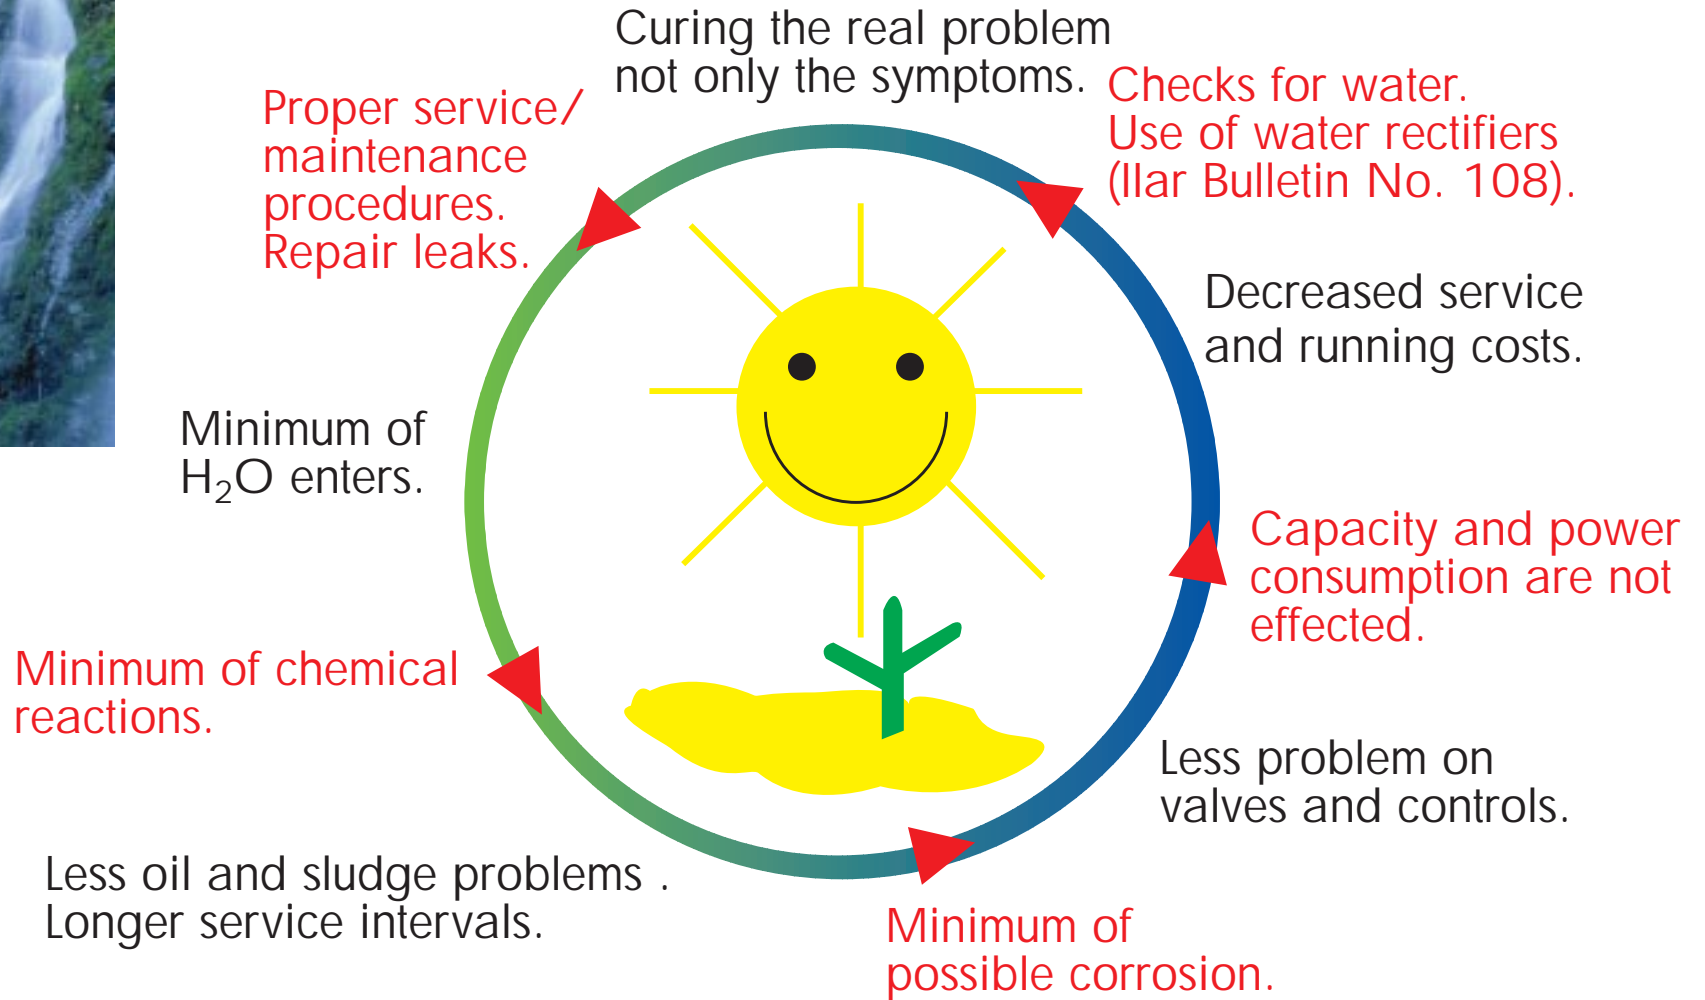 Curing the real problem
not only the symptoms.
Proper service/
maintenance
procedures.
Repair leaks.
Minimum of
H₂O enters.
Minimum of chemical
reactions.
Less oil and sludge problems .
Longer service intervals.
Minimum of
possible corrosion.
Less problem on
valves and controls.
Capacity and power
consumption are not
effected.
Decreased service
and running costs.
Checks for water.
Use of water rectifiers
(IIar Bulletin No. 108).